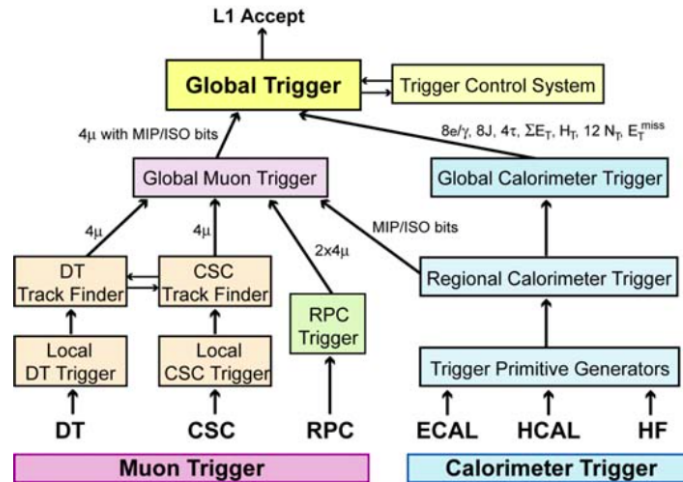 L1 Accept
Global Trigger
Trigger Control System
4μ with MIP/ISO bits
8e/γ, 8J, 4τ, ΣE_T, H_T, 12 N_T, E_T^miss
Global Muon Trigger
Global Calorimeter Trigger
4μ
4μ
2x4μ
MIP/ISO bits
DT
Track Finder
CSC
Track Finder
Regional Calorimeter Trigger
RPC
Trigger
Local
DT Trigger
Local
CSC Trigger
Trigger Primitive Generators
DT
CSC
RPC
ECAL
HCAL
HF
Muon Trigger
Calorimeter Trigger